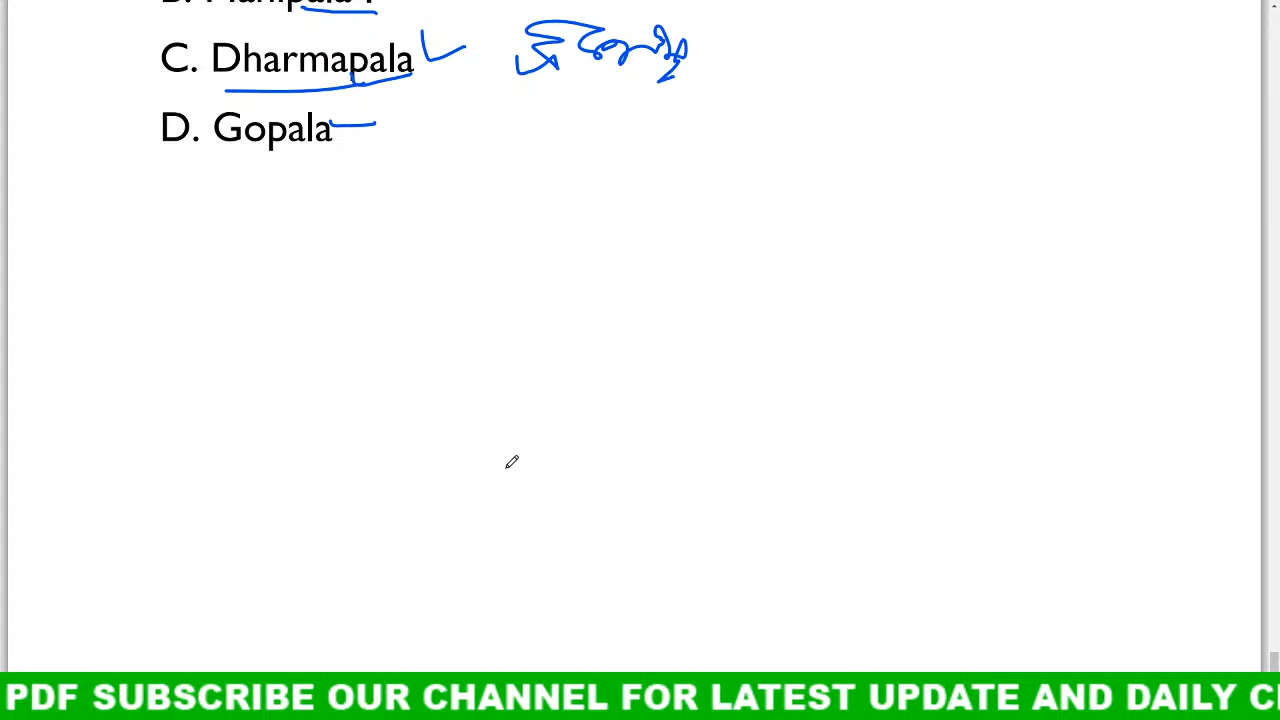 C. Dharmapala
D. Gopala
PDF SUBSCRIBE OUR CHANNEL FOR LATEST UPDATE AND DAILY C